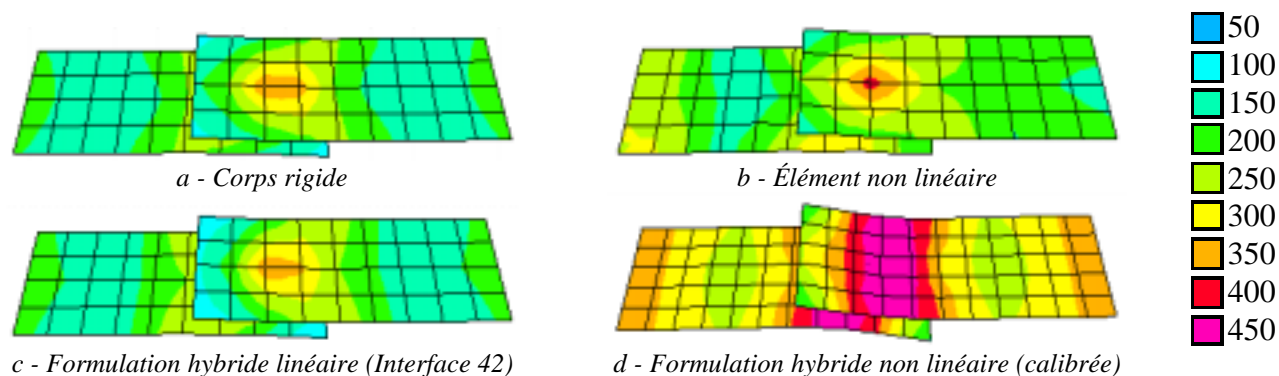 a - Corps rigide
b - Élément non linéaire
c - Formulation hybride linéaire (Interface 42)
d - Formulation hybride non linéaire (calibrée)
50
100
150
200
250
300
350
400
450